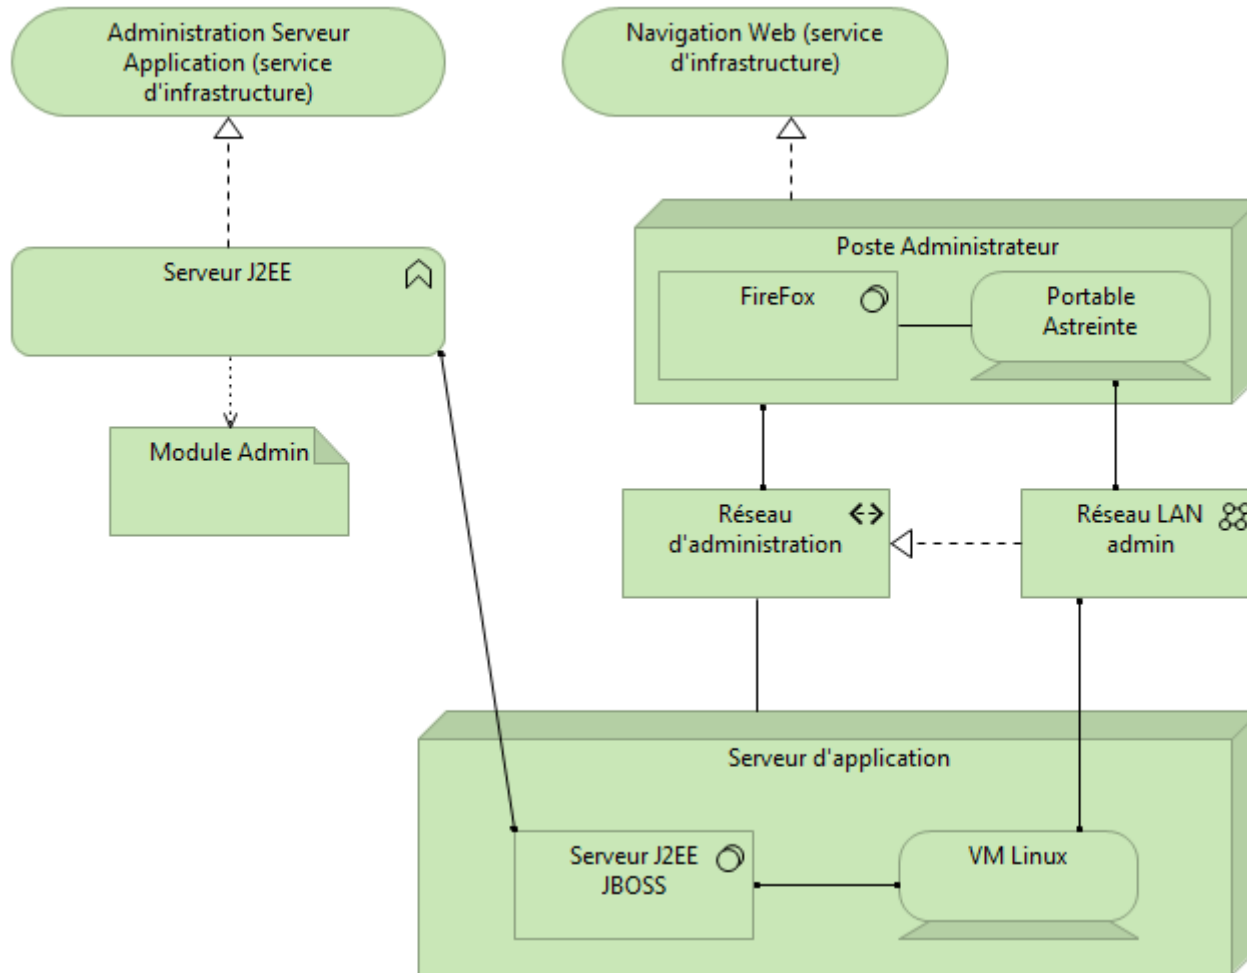 Administration Serveur
Application (service
d'infrastructure)
Navigation Web (service
d'infrastructure)
Serveur J2EE
Poste Administrateur
FireFox
Portable
Astreinte
Module Admin
Réseau
d'administration
Réseau LAN
admin
Serveur d'application
Serveur J2EE
JBOSS
VM Linux